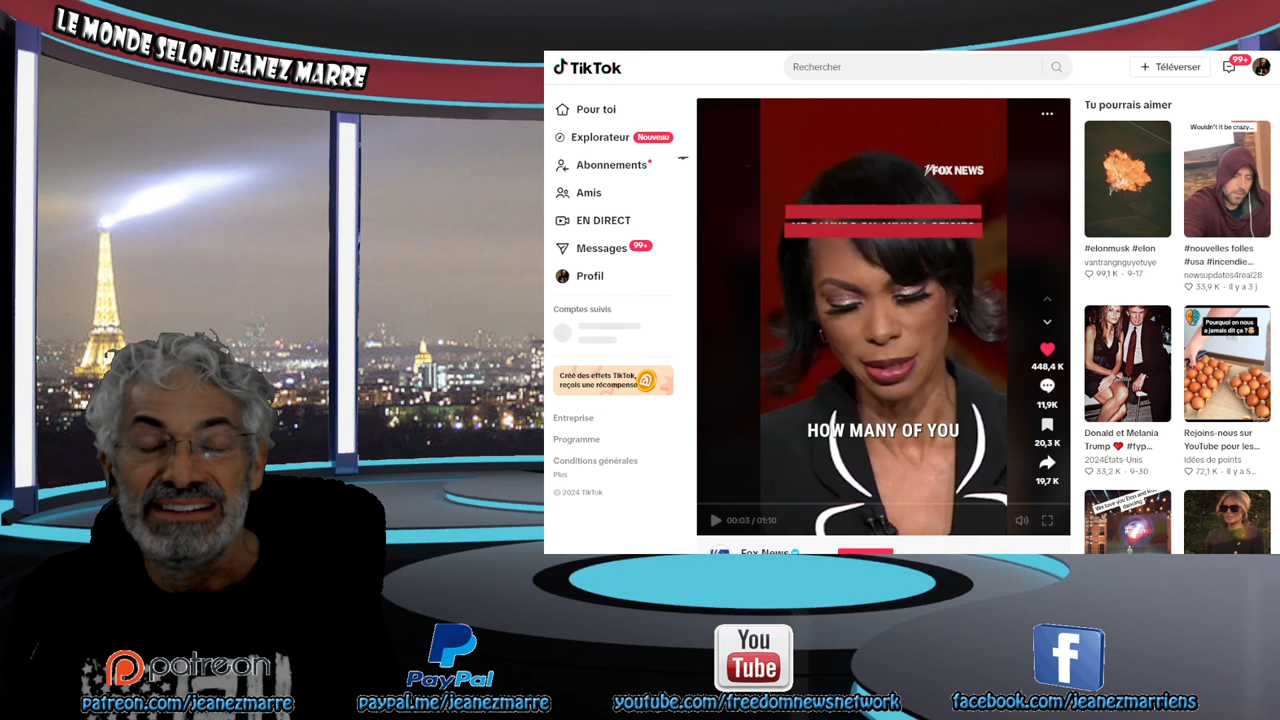 LE MONDE SELON JEANEZ MARRE
TikTok
Rechercher
Téléverser
99+
Pour toi
Explorateur Nouveau
Abonnements
Amis
EN DIRECT
Messages 99+
Profil
Comptes suivis
Créé des effets TikTok,
reçois une récompense
Entreprise
Programme
Conditions générales
Plus
© 2024 TikTok
FOX NEWS
HOW MANY OF YOU
448,4 K
11,9K
20,3 K
19,7 K
00:03 / 01:10
Fox News
Tu pourrais aimer
Wouldn't it be crazy...
#elonmusk #elon
vantrangnguyetuye
99,1 K · 9-17
#nouvelles folles
#usa #incendie...
newsupdates4real28
33,9 K · Il y a 3 j
Pourquoi on nous
a jamais dit ça ?
Donald et Melania
Trump ❤️ #fyp...
2024États-Unis
33,2 K · 9-30
Rejoins-nous sur
YouTube pour les...
Idées de points
72,1 K · Il y a 5...
dancing
patreon
patreon.com/jeanezmarre
PayPal
paypal.me/jeanezmarre
You
Tube
youtube.com/freedomnewsnetwork
f
facebook.com/jeanezmarriens